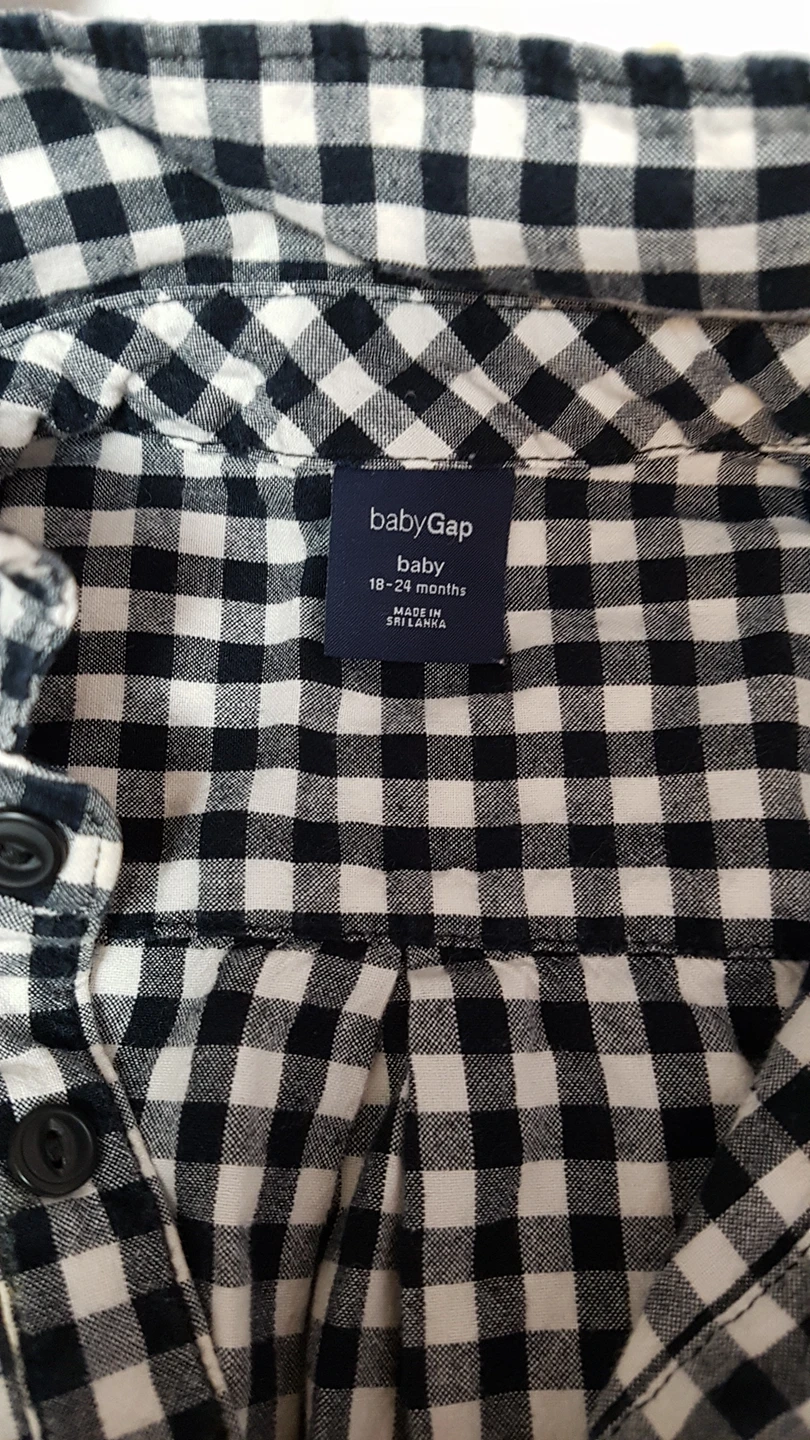 babyGap
baby
18-24 months
MADE IN
SRI LANKA